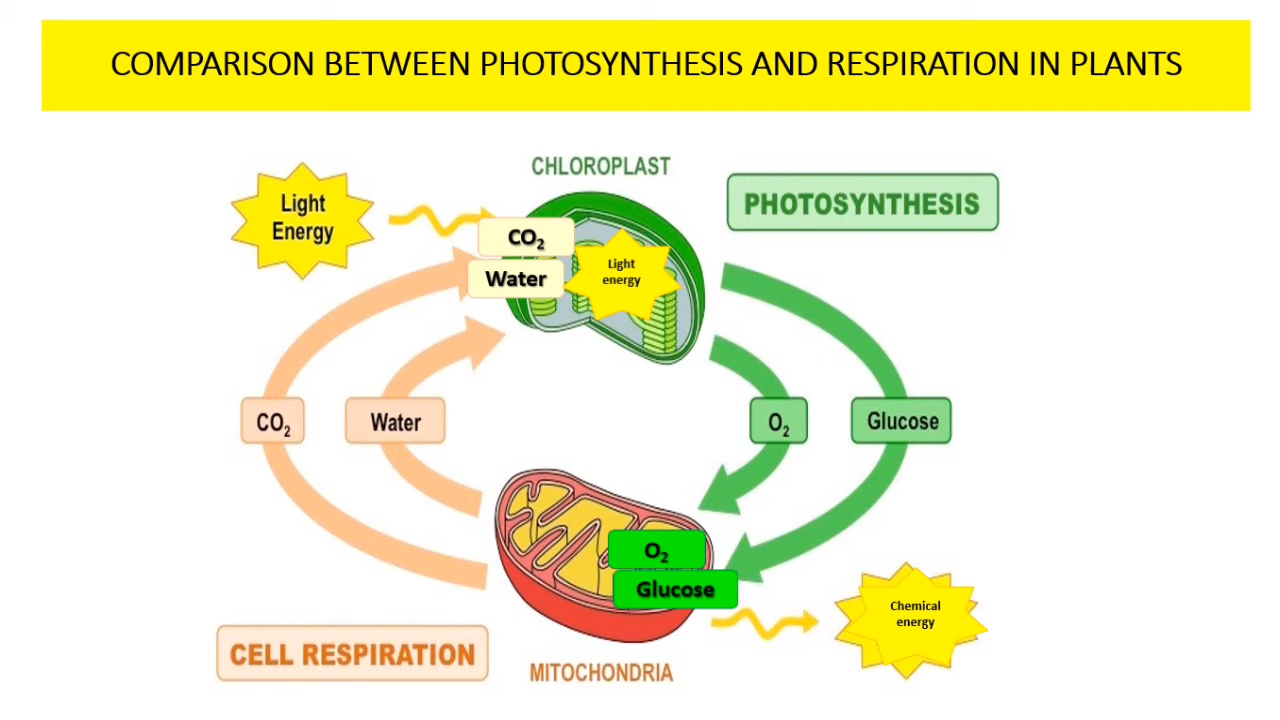 COMPARISON BETWEEN PHOTOSYNTHESIS AND RESPIRATION IN PLANTS
CHLOROPLAST
PHOTOSYNTHESIS
Light
Energy
CO₂
Water
Light
energy
CO₂
Water
O₂
Glucose
O₂
Glucose
Chemical
energy
CELL RESPIRATION
MITOCHONDRIA